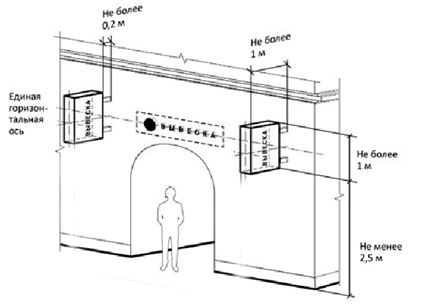 Не более
0,2 м
Не более
1 м
Единая
горизон-
тальная
ось
ВЫВЕСКА
ВЫВЕСКА
ВЫВЕСКА
Не более
1 м
Не менее
2,5 м